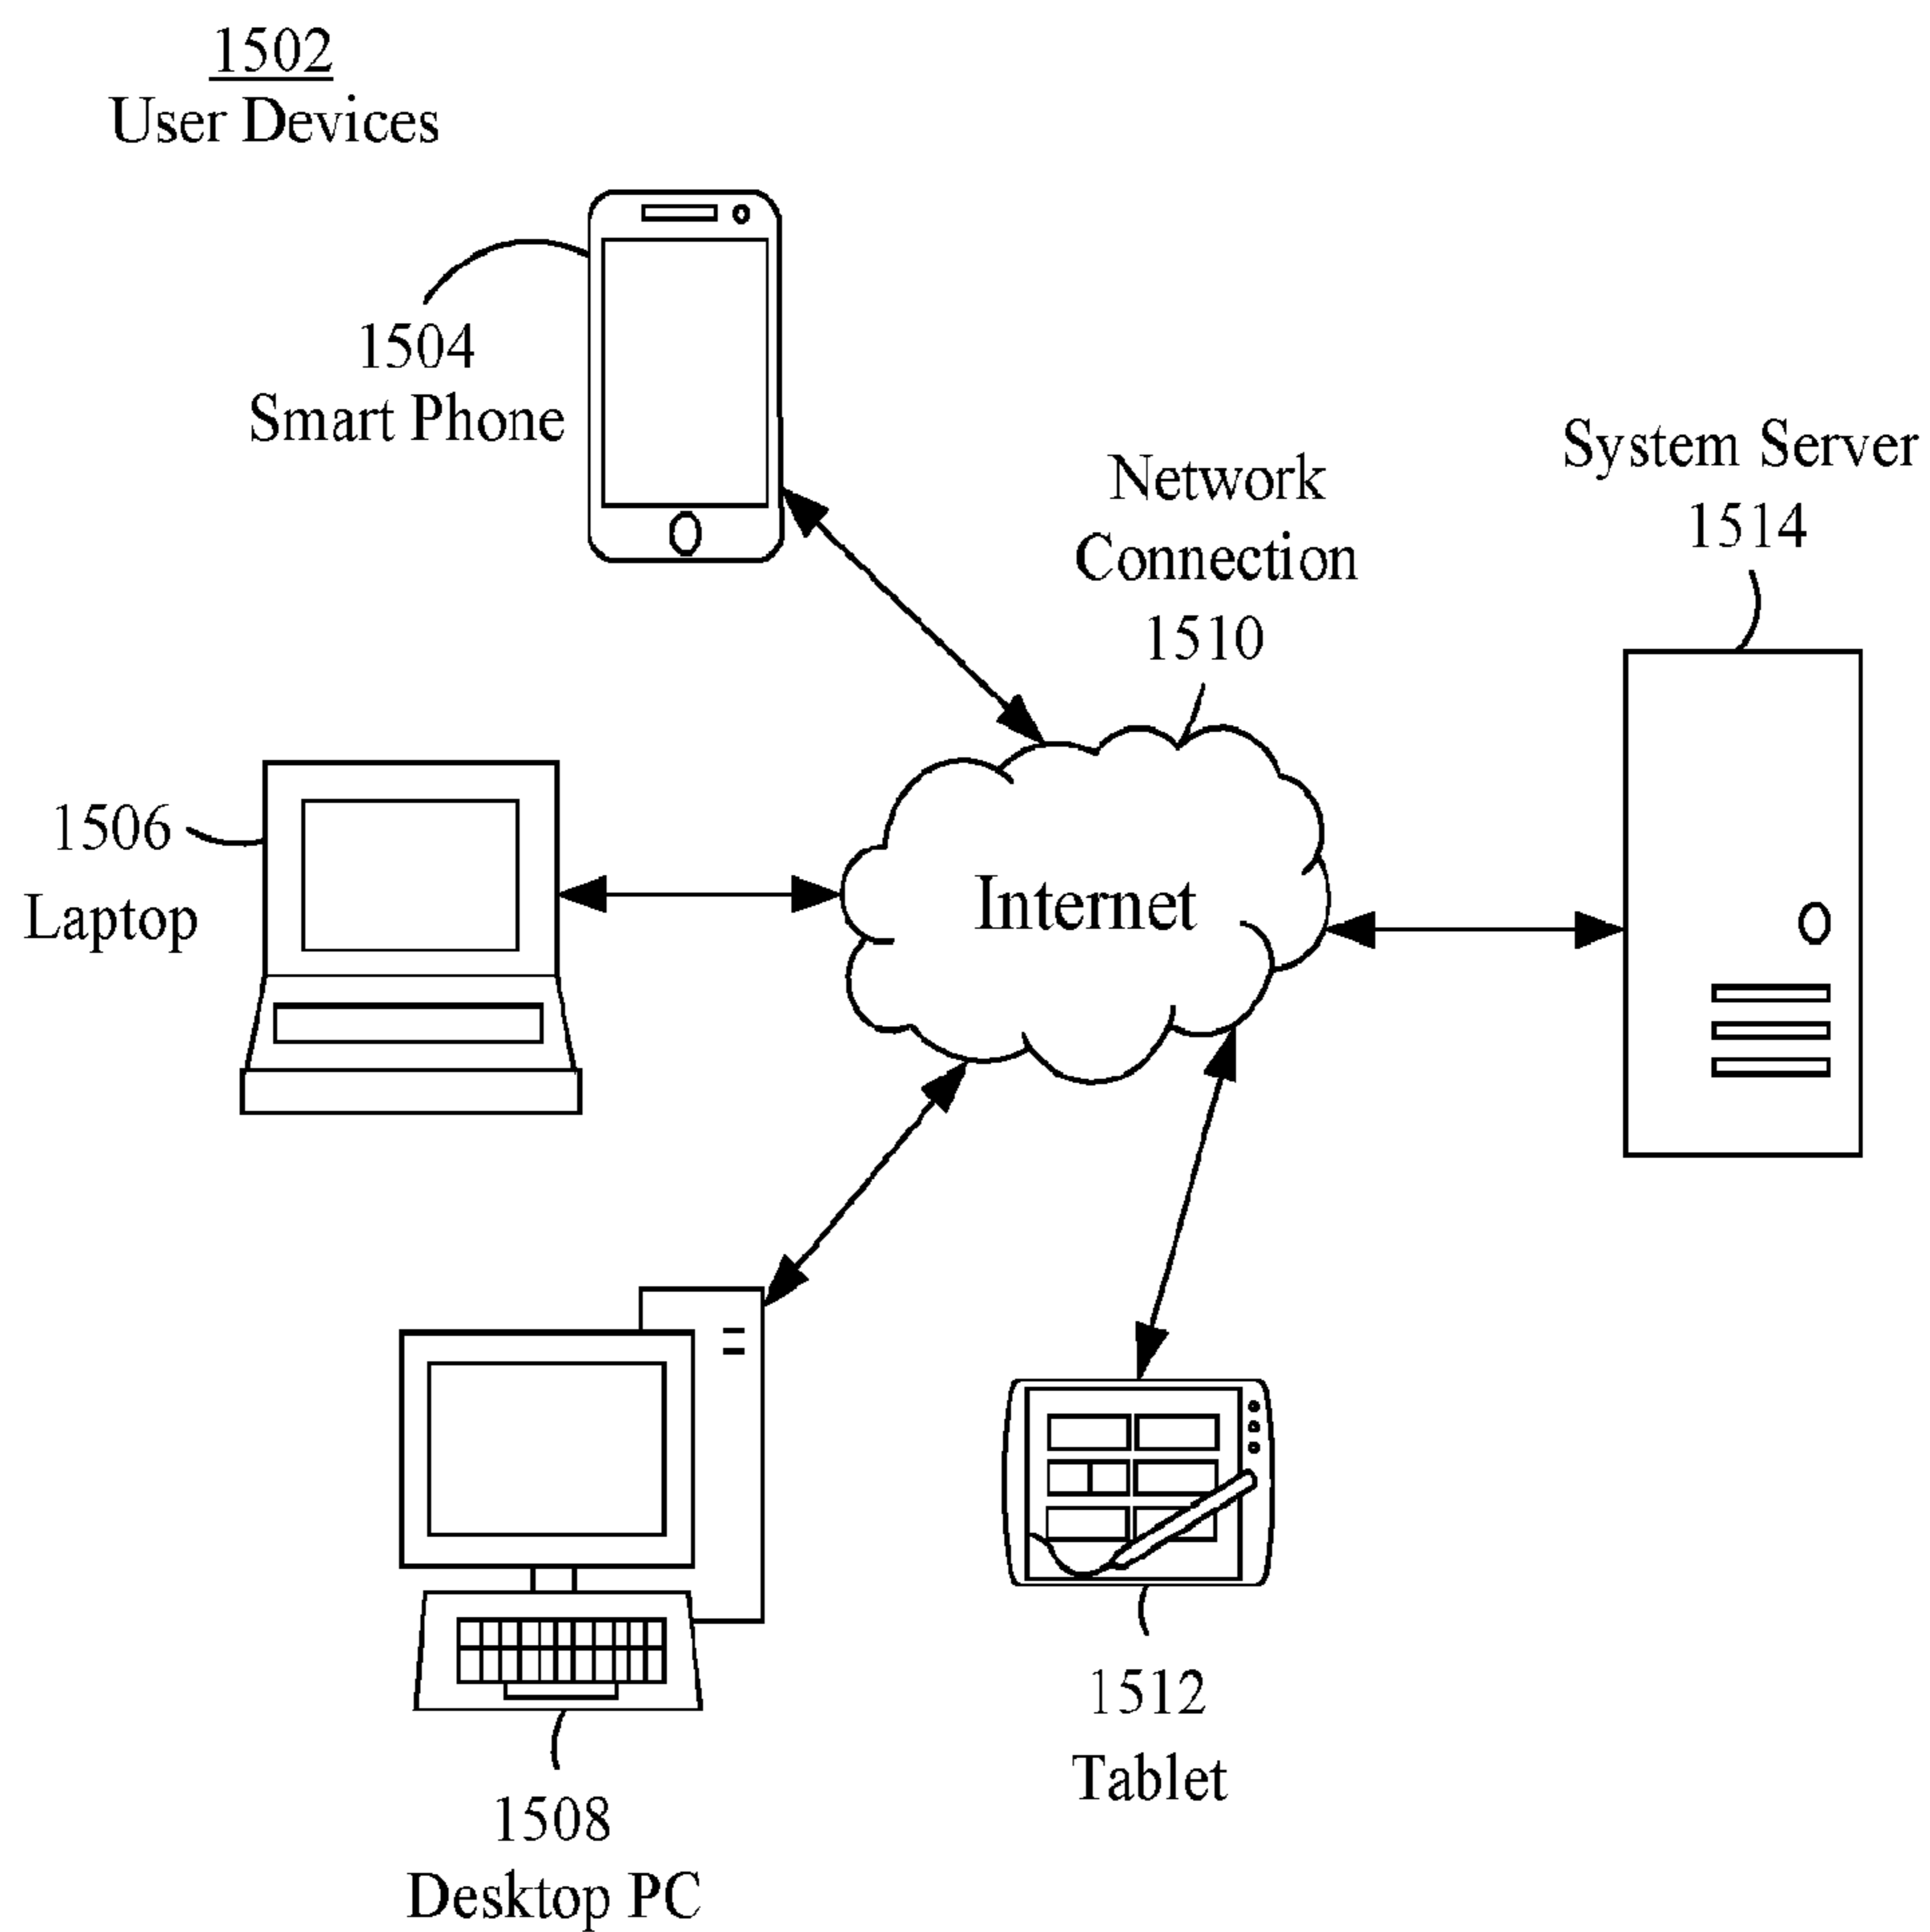 1502
User Devices
1504
Smart Phone
Network
Connection
1510
System Server
1514
1506
Laptop
Internet
1508
Desktop PC
1512
Tablet